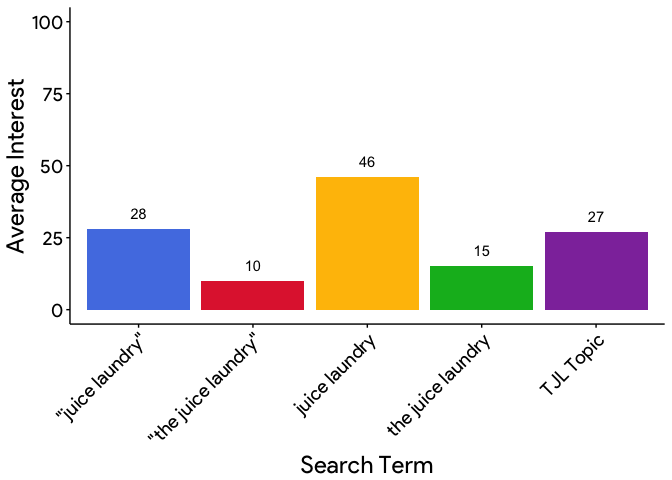 100
75
50
25
0
Average Interest
28
10
46
15
27
"juice laundry"
"the juice laundry"
juice laundry
the juice laundry
TJL Topic
Search Term